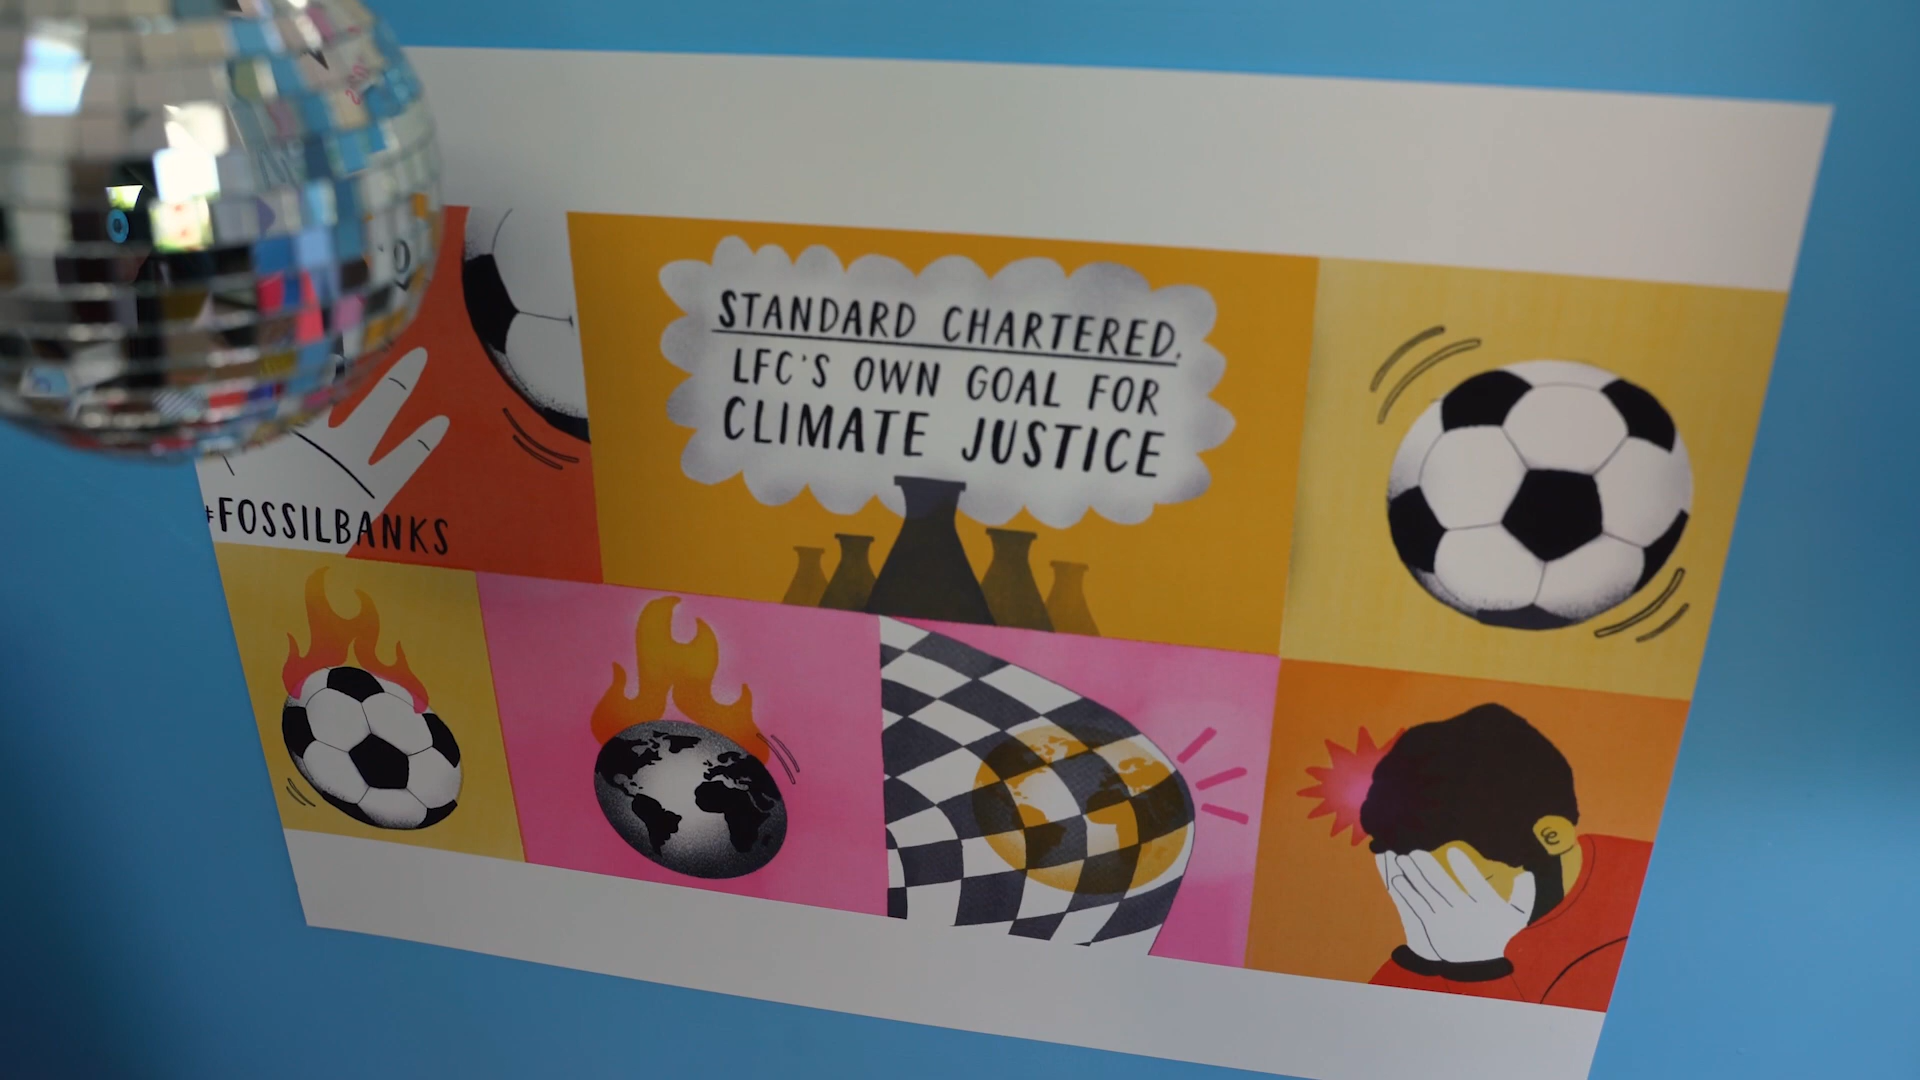 STANDARD CHARTERED,
LFC'S OWN GOAL FOR
CLIMATE JUSTICE
#FOSSILBANKS